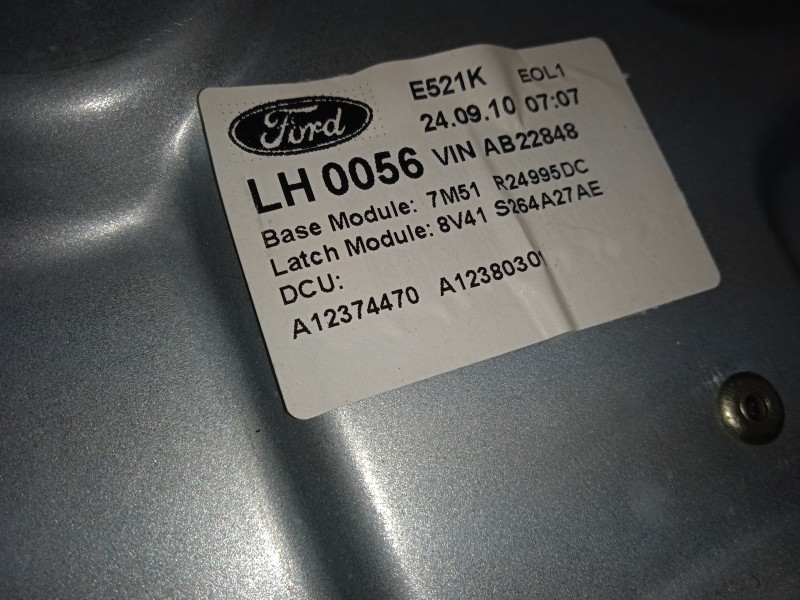 Ford
E521K EOL1
24.09.10 07:07
LH 0056 VIN AB22848
Base Module: 7M51 R24995DC
Latch Module: 8V41 S264A27AE
DCU:
A12374470 A12380301